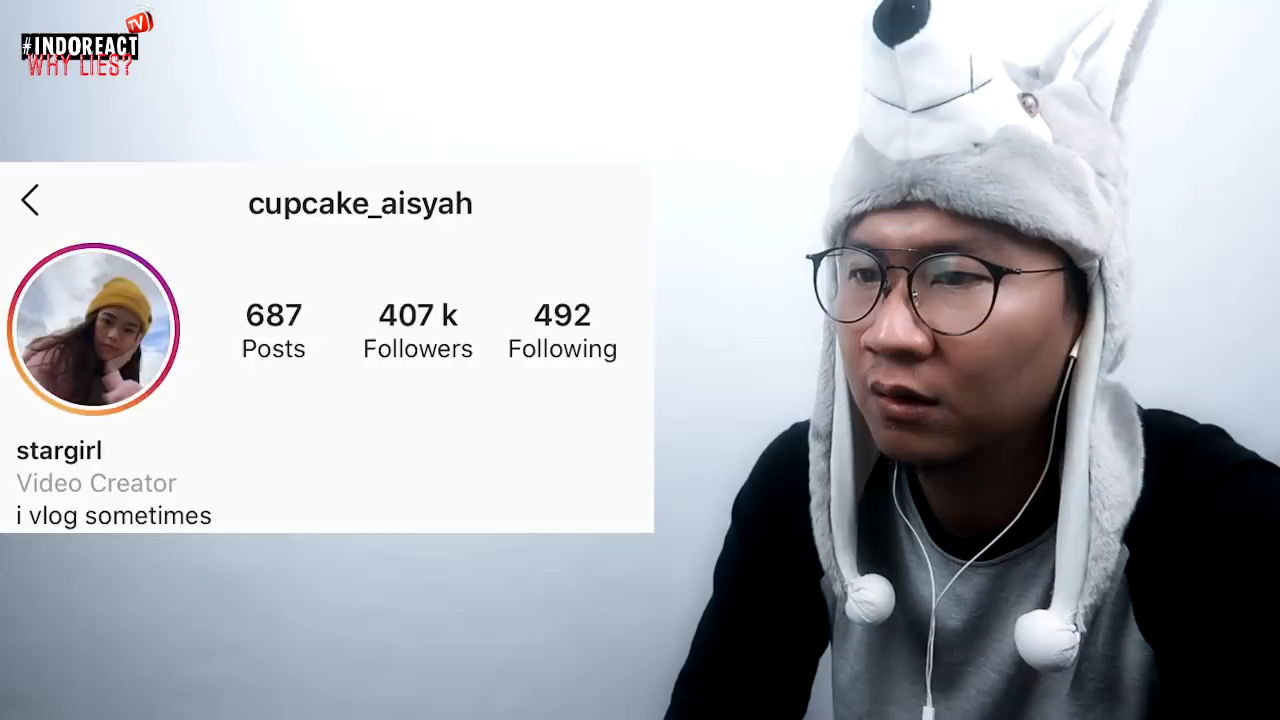 TV
#INDOREACT
WHY LIES?
cupcake_aisyah
687
407 k
492
Posts
Followers
Following
stargirl
Video Creator
i vlog sometimes